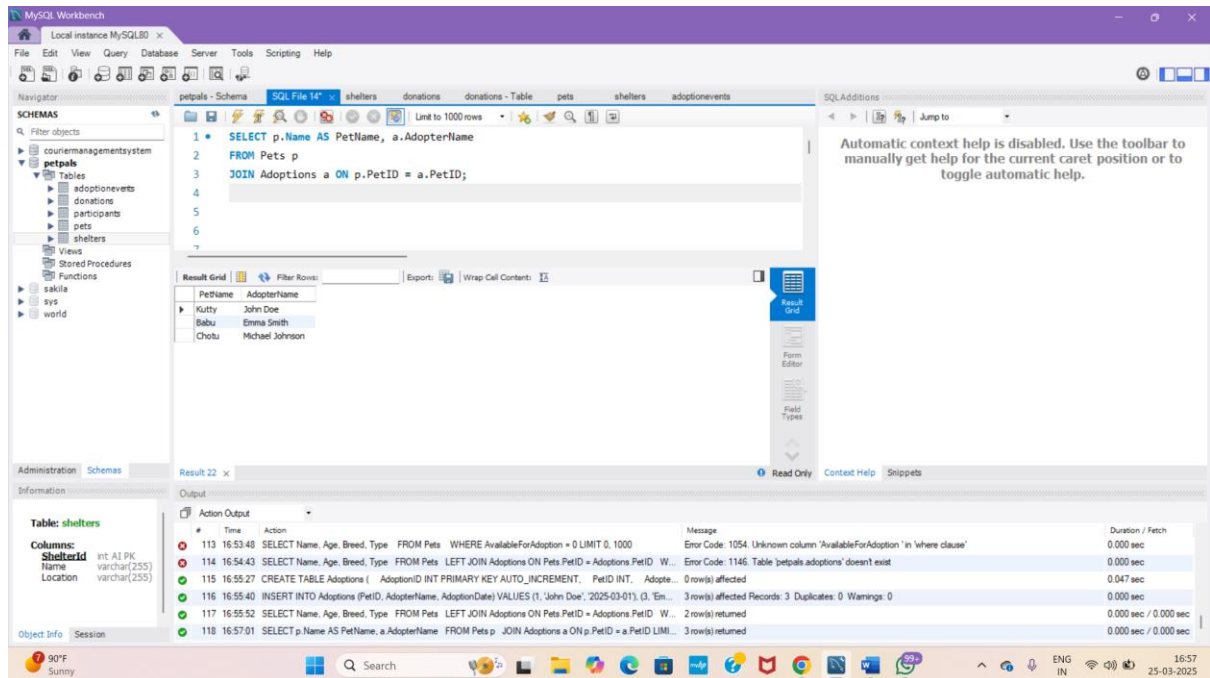 MySQL Workbench
Local instance MySQL80 ×
File Edit View Query Database Server Tools Scripting Help
Navigator
SCHEMAS
Filter objects
couriermanagementsystem
petpals
Tables
adoptionevents
donations
participants
pets
shelters
Views
Stored Procedures
Functions
sakila
sys
world
Administration Schemas
Information
Table: shelters
Columns:
ShelterId int AI PK
Name varchar(255)
Location varchar(255)
Object Info Session
petpals - Schema SQL File 14* × shelters donations donations - Table pets shelters adoptionevents
Limit to 1000 rows
1 SELECT p.Name AS PetName, a.AdopterName
2 FROM Pets p
3 JOIN Adoptions a ON p.PetID = a.PetID;
4
5
6
7
Result Grid Filter Rows: Export: Wrap Cell Content:
PetName AdopterName
Kutty John Doe
Babu Emma Smith
Chotu Michael Johnson
Result Grid
Form Editor
Field Types
Result 22 × Read Only
SQLAdditions
Jump to
Automatic context help is disabled. Use the toolbar to
manually get help for the current caret position or to
toggle automatic help.
Context Help Snippets
Output
Action Output
# Time Action Message Duration / Fetch
113 16:53:48 SELECT Name, Age, Breed, Type FROM Pets WHERE AvailableForAdoption = 0 LIMIT 0, 1000 Error Code: 1054. Unknown column 'AvailableForAdoption ' in 'where clause' 0.000 sec
114 16:54:43 SELECT Name, Age, Breed, Type FROM Pets LEFT JOIN Adoptions ON Pets.PetID = Adoptions.PetID W... Error Code: 1146. Table 'petpals.adoptions' doesn't exist 0.000 sec
115 16:55:27 CREATE TABLE Adoptions ( AdoptionID INT PRIMARY KEY AUTO_INCREMENT, PetID INT, Adopte... 0 row(s) affected 0.047 sec
116 16:55:40 INSERT INTO Adoptions (PetID, AdopterName, AdoptionDate) VALUES (1, 'John Doe', '2025-03-01'), (3, 'Em... 3 row(s) affected Records: 3 Duplicates: 0 Warnings: 0 0.000 sec
117 16:55:52 SELECT Name, Age, Breed, Type FROM Pets LEFT JOIN Adoptions ON Pets.PetID = Adoptions.PetID W... 2 row(s) returned 0.000 sec / 0.000 sec
118 16:57:01 SELECT p.Name AS PetName, a.AdopterName FROM Pets p JOIN Adoptions a ON p.PetID = a.PetID LIMI... 3 row(s) returned 0.000 sec / 0.000 sec
7 90°F
Sunny
Search
99+
ENG
IN
16:57
25-03-2025